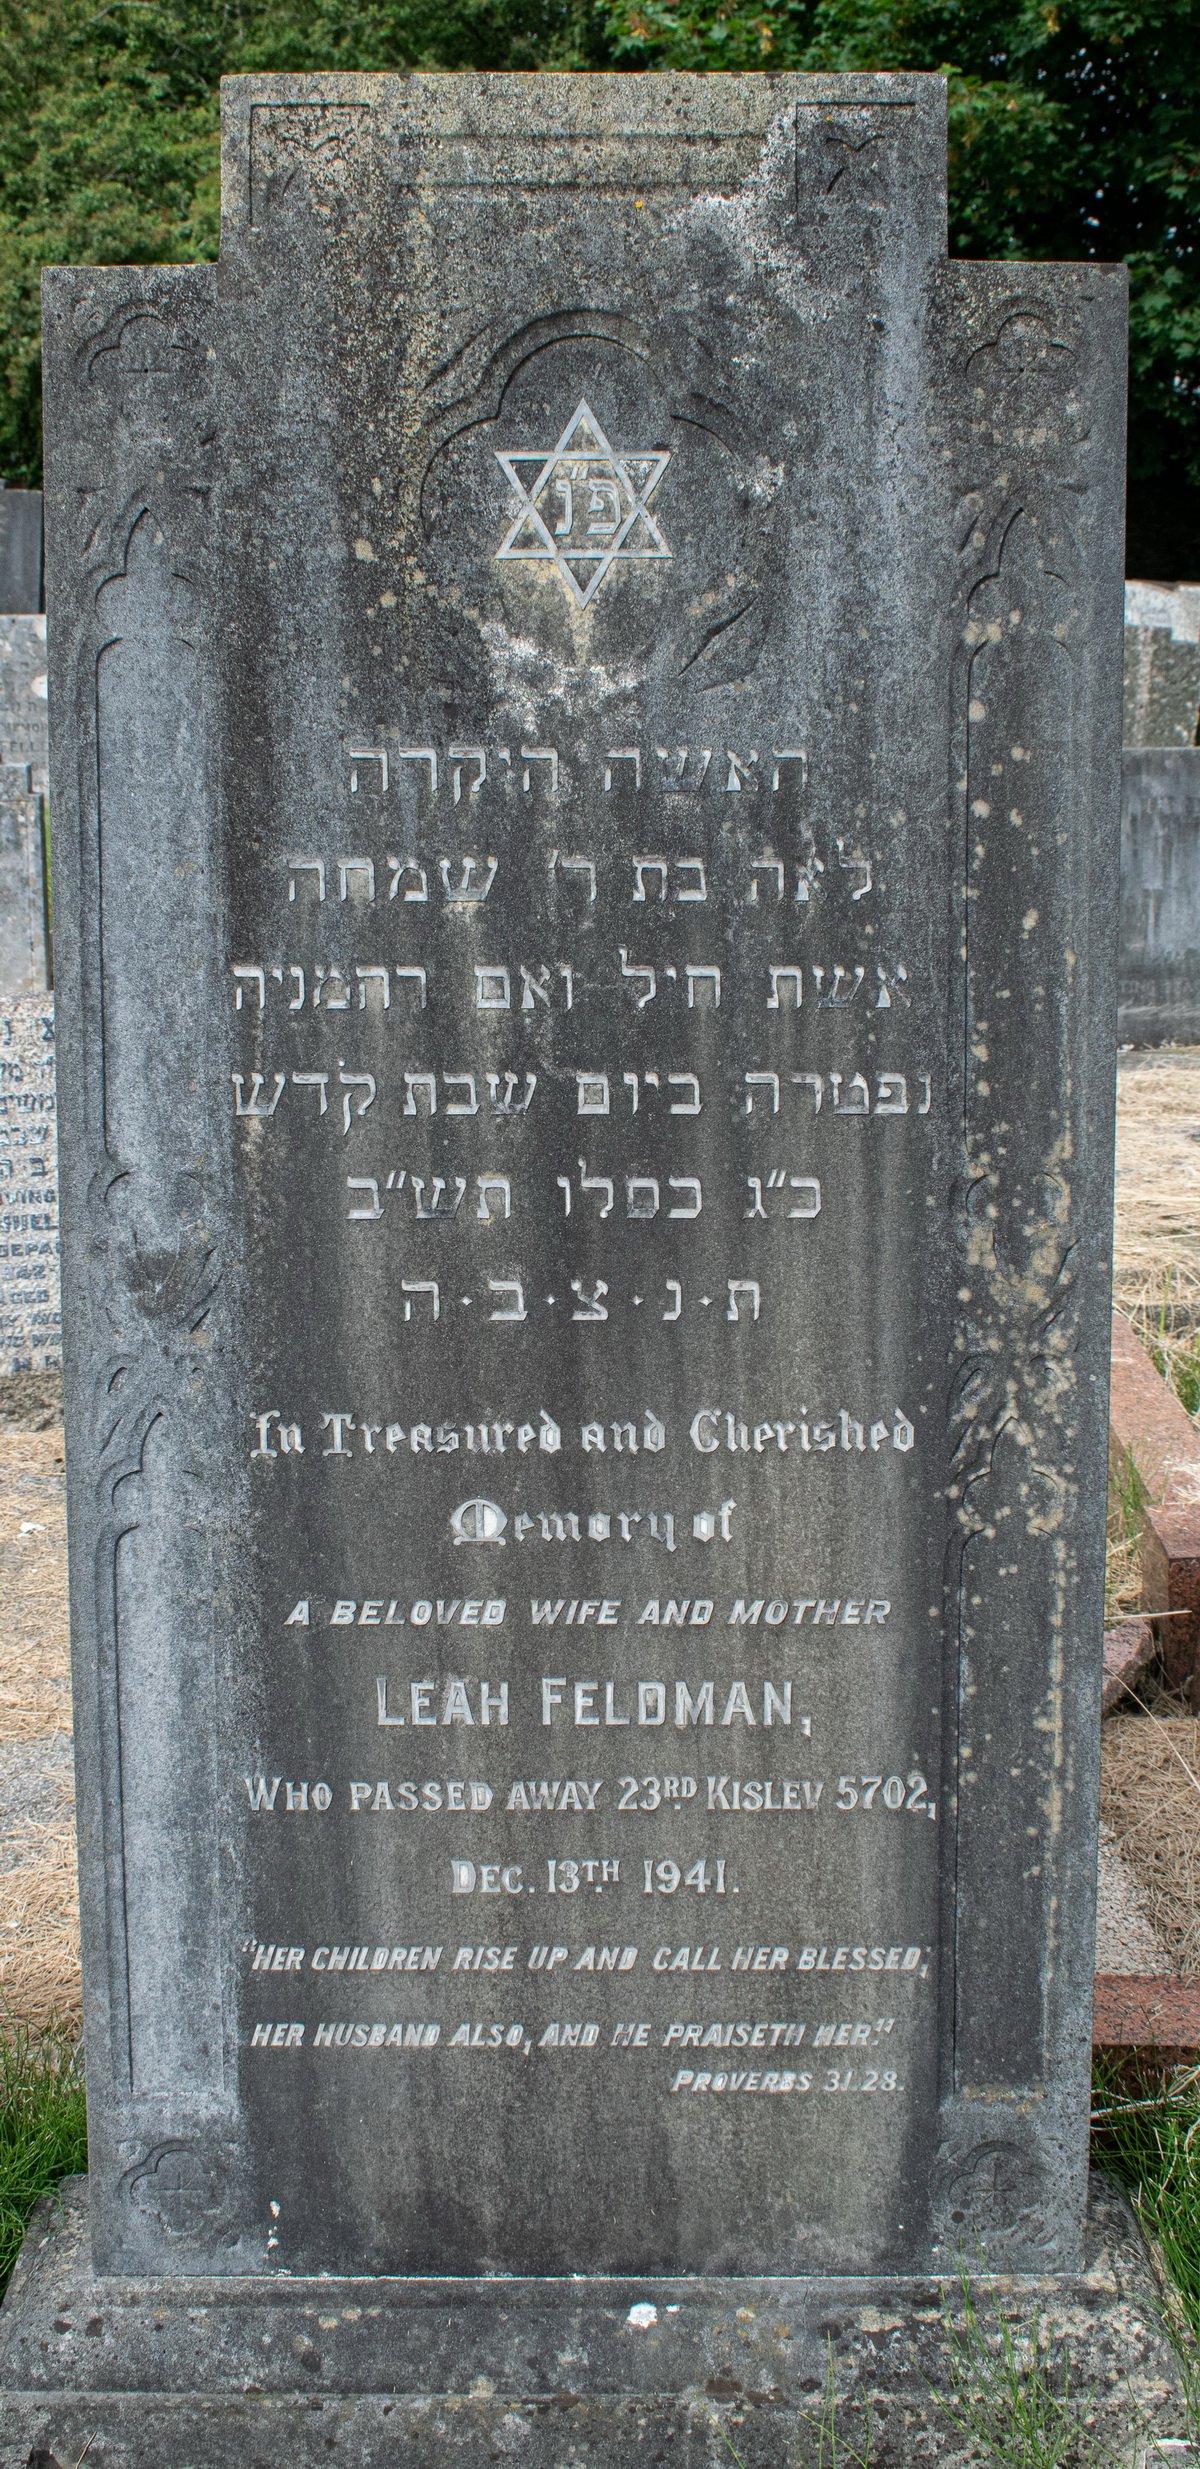 פ"נ
האשה היקרה
לאה בת ר' שמחה
אשת חיל ואם רחמניה
נפטרה ביום שבת קדש
כ"ג כסלו תש"ב
ת·נ·צ·ב·ה
In Treasured and Cherished
Memory of
A BELOVED WIFE AND MOTHER
LEAH FELDMAN,
WHO PASSED AWAY 23RD KISLEV 5702,
DEC. 13TH 1941.
"HER CHILDREN RISE UP AND CALL HER BLESSED;
HER HUSBAND ALSO, AND HE PRAISETH HER."
PROVERBS 31.28.